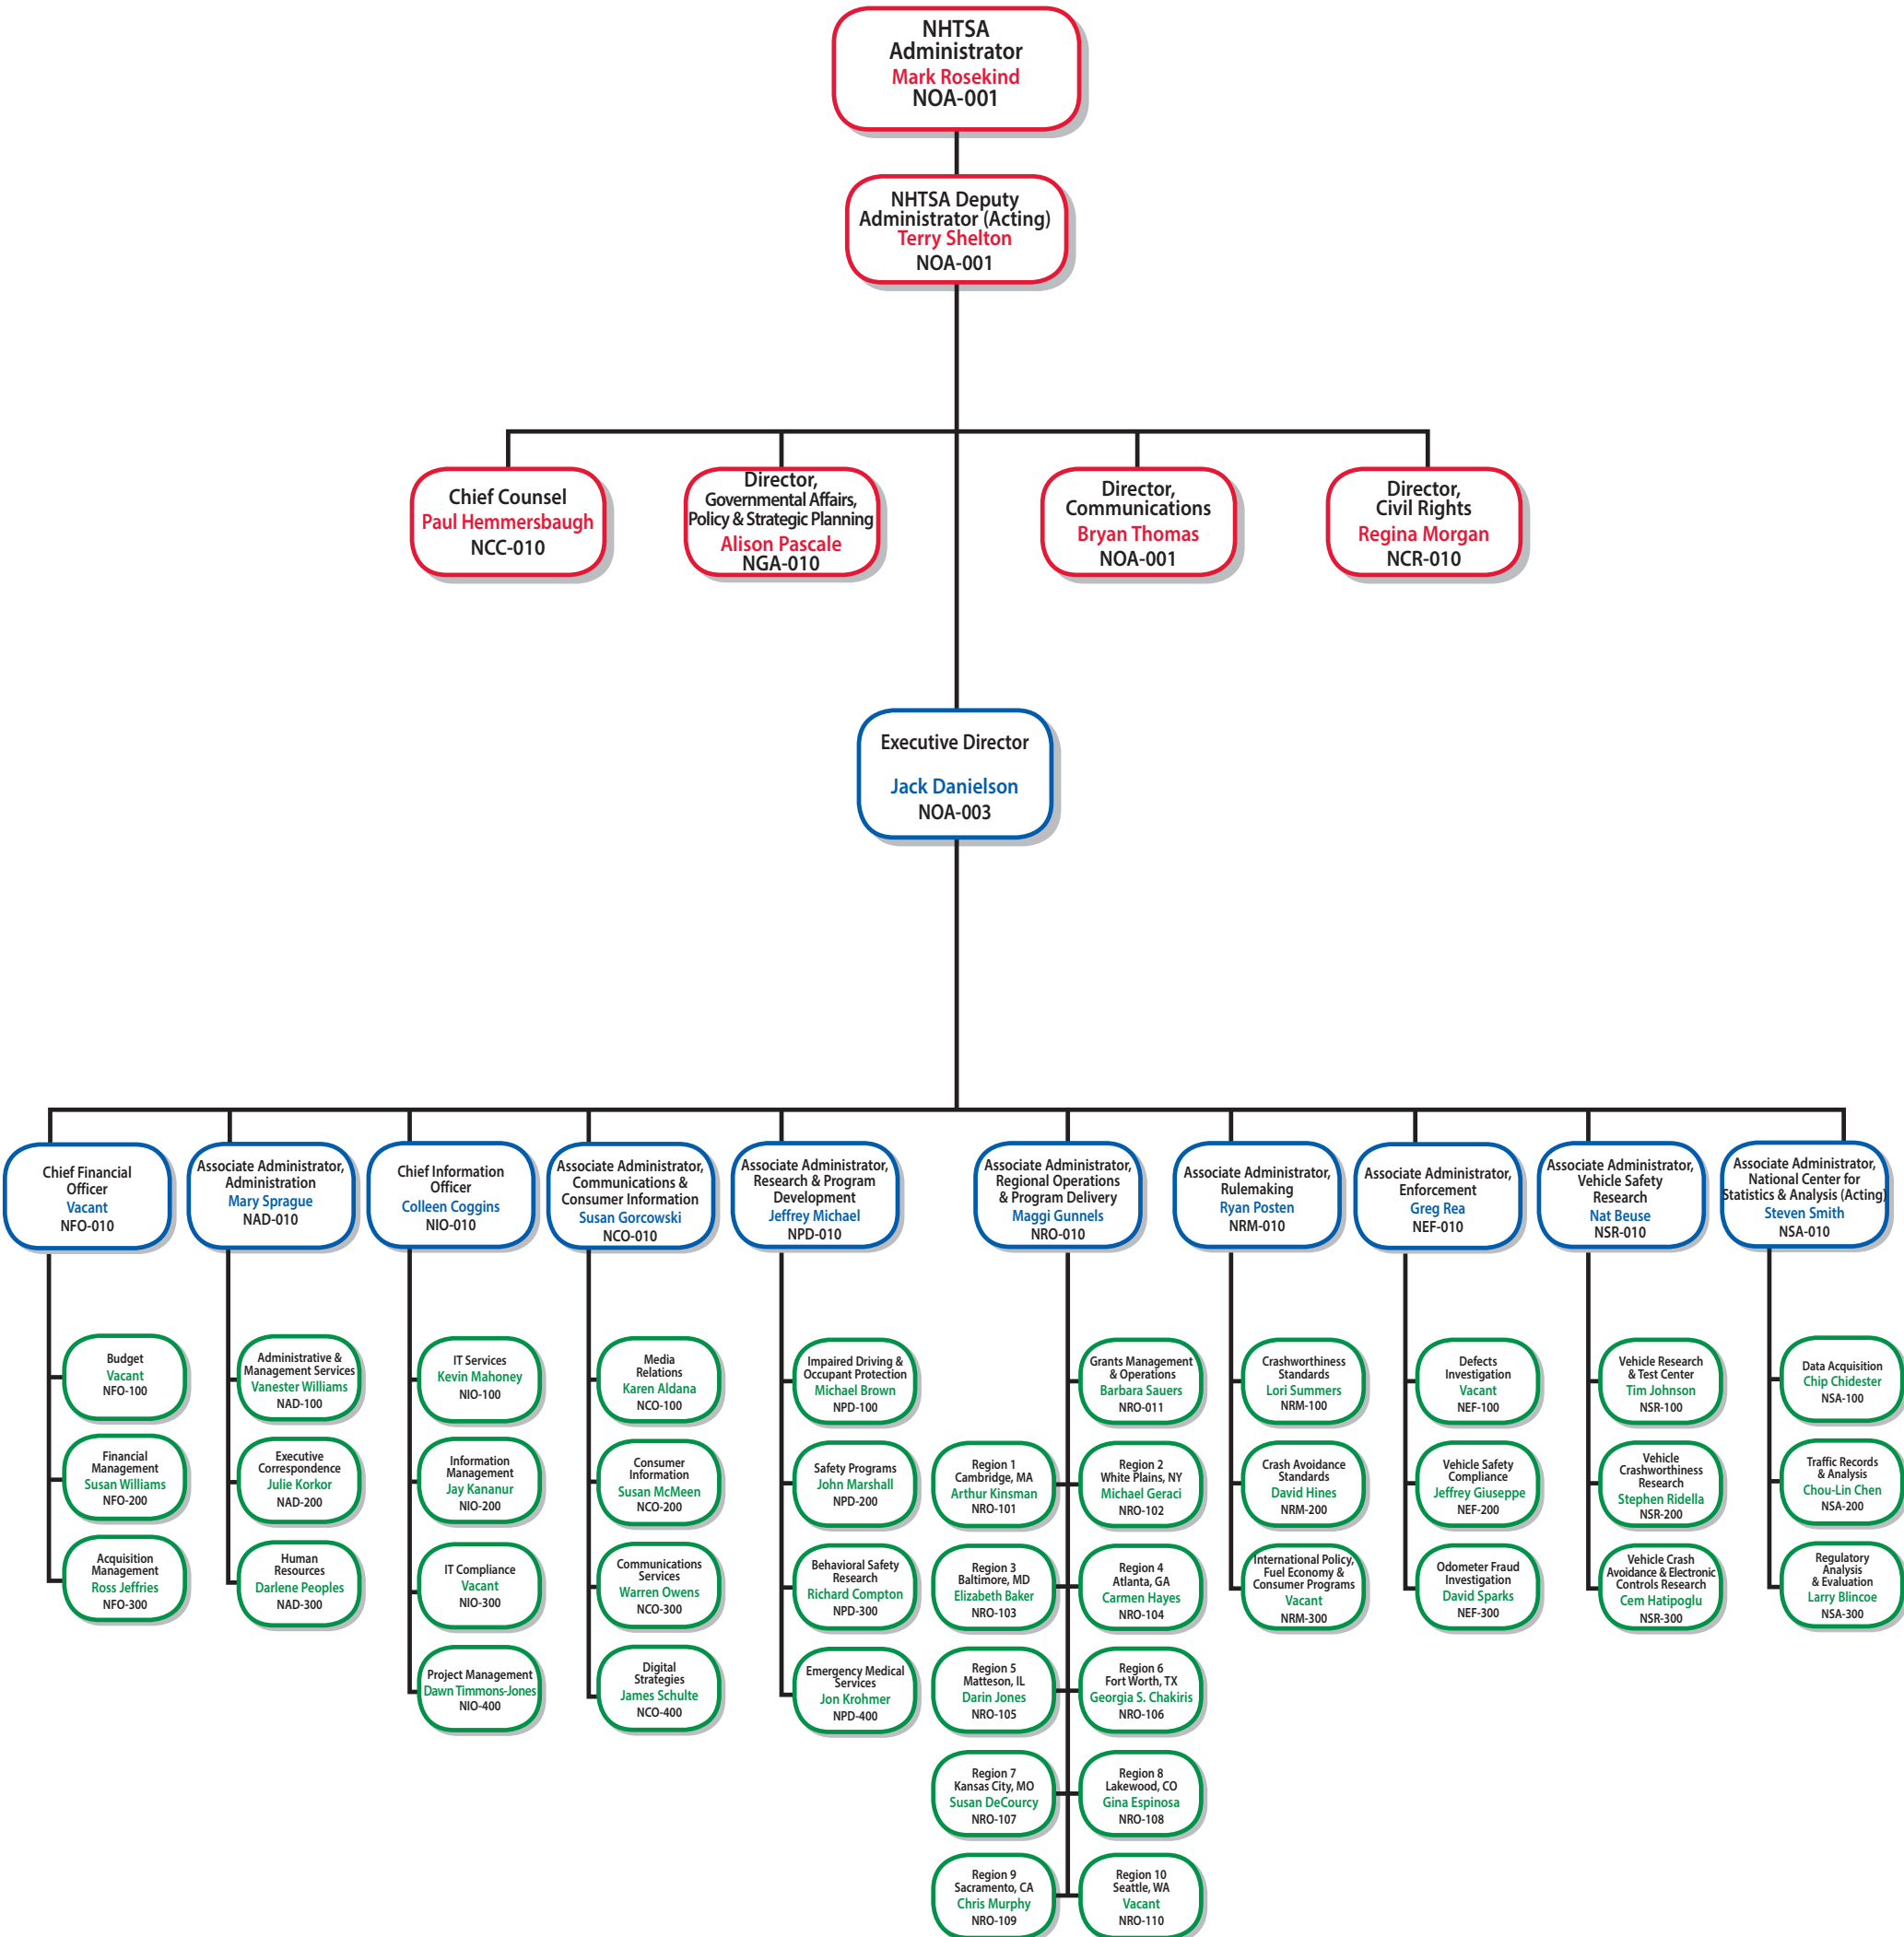 NHTSA
Administrator
Mark Rosekind
NOA-001
NHTSA Deputy
Administrator (Acting)
Terry Shelton
NOA-001
Chief Counsel
Paul Hemmersbaugh
NCC-010
Director,
Governmental Affairs,
Policy & Strategic Planning
Alison Pascale
NGA-010
Director,
Communications
Bryan Thomas
NOA-001
Director,
Civil Rights
Regina Morgan
NCR-010
Executive Director
Jack Danielson
NOA-003
Chief Financial
Officer
Vacant
NFO-010
Associate Administrator,
Administration
Mary Sprague
NAD-010
Chief Information
Officer
Colleen Coggins
NIO-010
Associate Administrator,
Communications &
Consumer Information
Susan Gorcowski
NCO-010
Associate Administrator,
Research & Program
Development
Jeffrey Michael
NPD-010
Associate Administrator,
Regional Operations
& Program Delivery
Maggi Gunnels
NRO-010
Associate Administrator,
Rulemaking
Ryan Posten
NRM-010
Associate Administrator,
Enforcement
Greg Rea
NEF-010
Associate Administrator,
Vehicle Safety
Research
Nat Beuse
NSR-010
Associate Administrator,
National Center for
Statistics & Analysis (Acting)
Steven Smith
NSA-010
Budget
Vacant
NFO-100
Financial
Management
Susan Williams
NFO-200
Acquisition
Management
Ross Jeffries
NFO-300
Administrative &
Management Services
Vanester Williams
NAD-100
Executive
Correspondence
Julie Korkor
NAD-200
Human
Resources
Darlene Peoples
NAD-300
IT Services
Kevin Mahoney
NIO-100
Information
Management
Jay Kananur
NIO-200
IT Compliance
Vacant
NIO-300
Project Management
Dawn Timmons-Jones
NIO-400
Media
Relations
Karen Aldana
NCO-100
Consumer
Information
Susan McMeen
NCO-200
Communications
Services
Warren Owens
NCO-300
Digital
Strategies
James Schulte
NCO-400
Impaired Driving &
Occupant Protection
Michael Brown
NPD-100
Safety Programs
John Marshall
NPD-200
Behavioral Safety
Research
Richard Compton
NPD-300
Emergency Medical
Services
Jon Krohmer
NPD-400
Grants Management
& Operations
Barbara Sauers
NRO-011
Region 1
Cambridge, MA
Arthur Kinsman
NRO-101
Region 2
White Plains, NY
Michael Geraci
NRO-102
Region 3
Baltimore, MD
Elizabeth Baker
NRO-103
Region 4
Atlanta, GA
Carmen Hayes
NRO-104
Region 5
Matteson, IL
Darin Jones
NRO-105
Region 6
Fort Worth, TX
Georgia S. Chakiris
NRO-106
Region 7
Kansas City, MO
Susan DeCourcy
NRO-107
Region 8
Lakewood, CO
Gina Espinosa
NRO-108
Region 9
Sacramento, CA
Chris Murphy
NRO-109
Region 10
Seattle, WA
Vacant
NRO-110
Crashworthiness
Standards
Lori Summers
NRM-100
Crash Avoidance
Standards
David Hines
NRM-200
International Policy,
Fuel Economy &
Consumer Programs
Vacant
NRM-300
Defects
Investigation
Vacant
NEF-100
Vehicle Safety
Compliance
Jeffrey Giuseppe
NEF-200
Odometer Fraud
Investigation
David Sparks
NEF-300
Vehicle Research
& Test Center
Tim Johnson
NSR-100
Vehicle
Crashworthiness
Research
Stephen Ridella
NSR-200
Vehicle Crash
Avoidance & Electronic
Controls Research
Cem Hatipoglu
NSR-300
Data Acquisition
Chip Chidester
NSA-100
Traffic Records
& Analysis
Chou-Lin Chen
NSA-200
Regulatory
Analysis
& Evaluation
Larry Blincoe
NSA-300